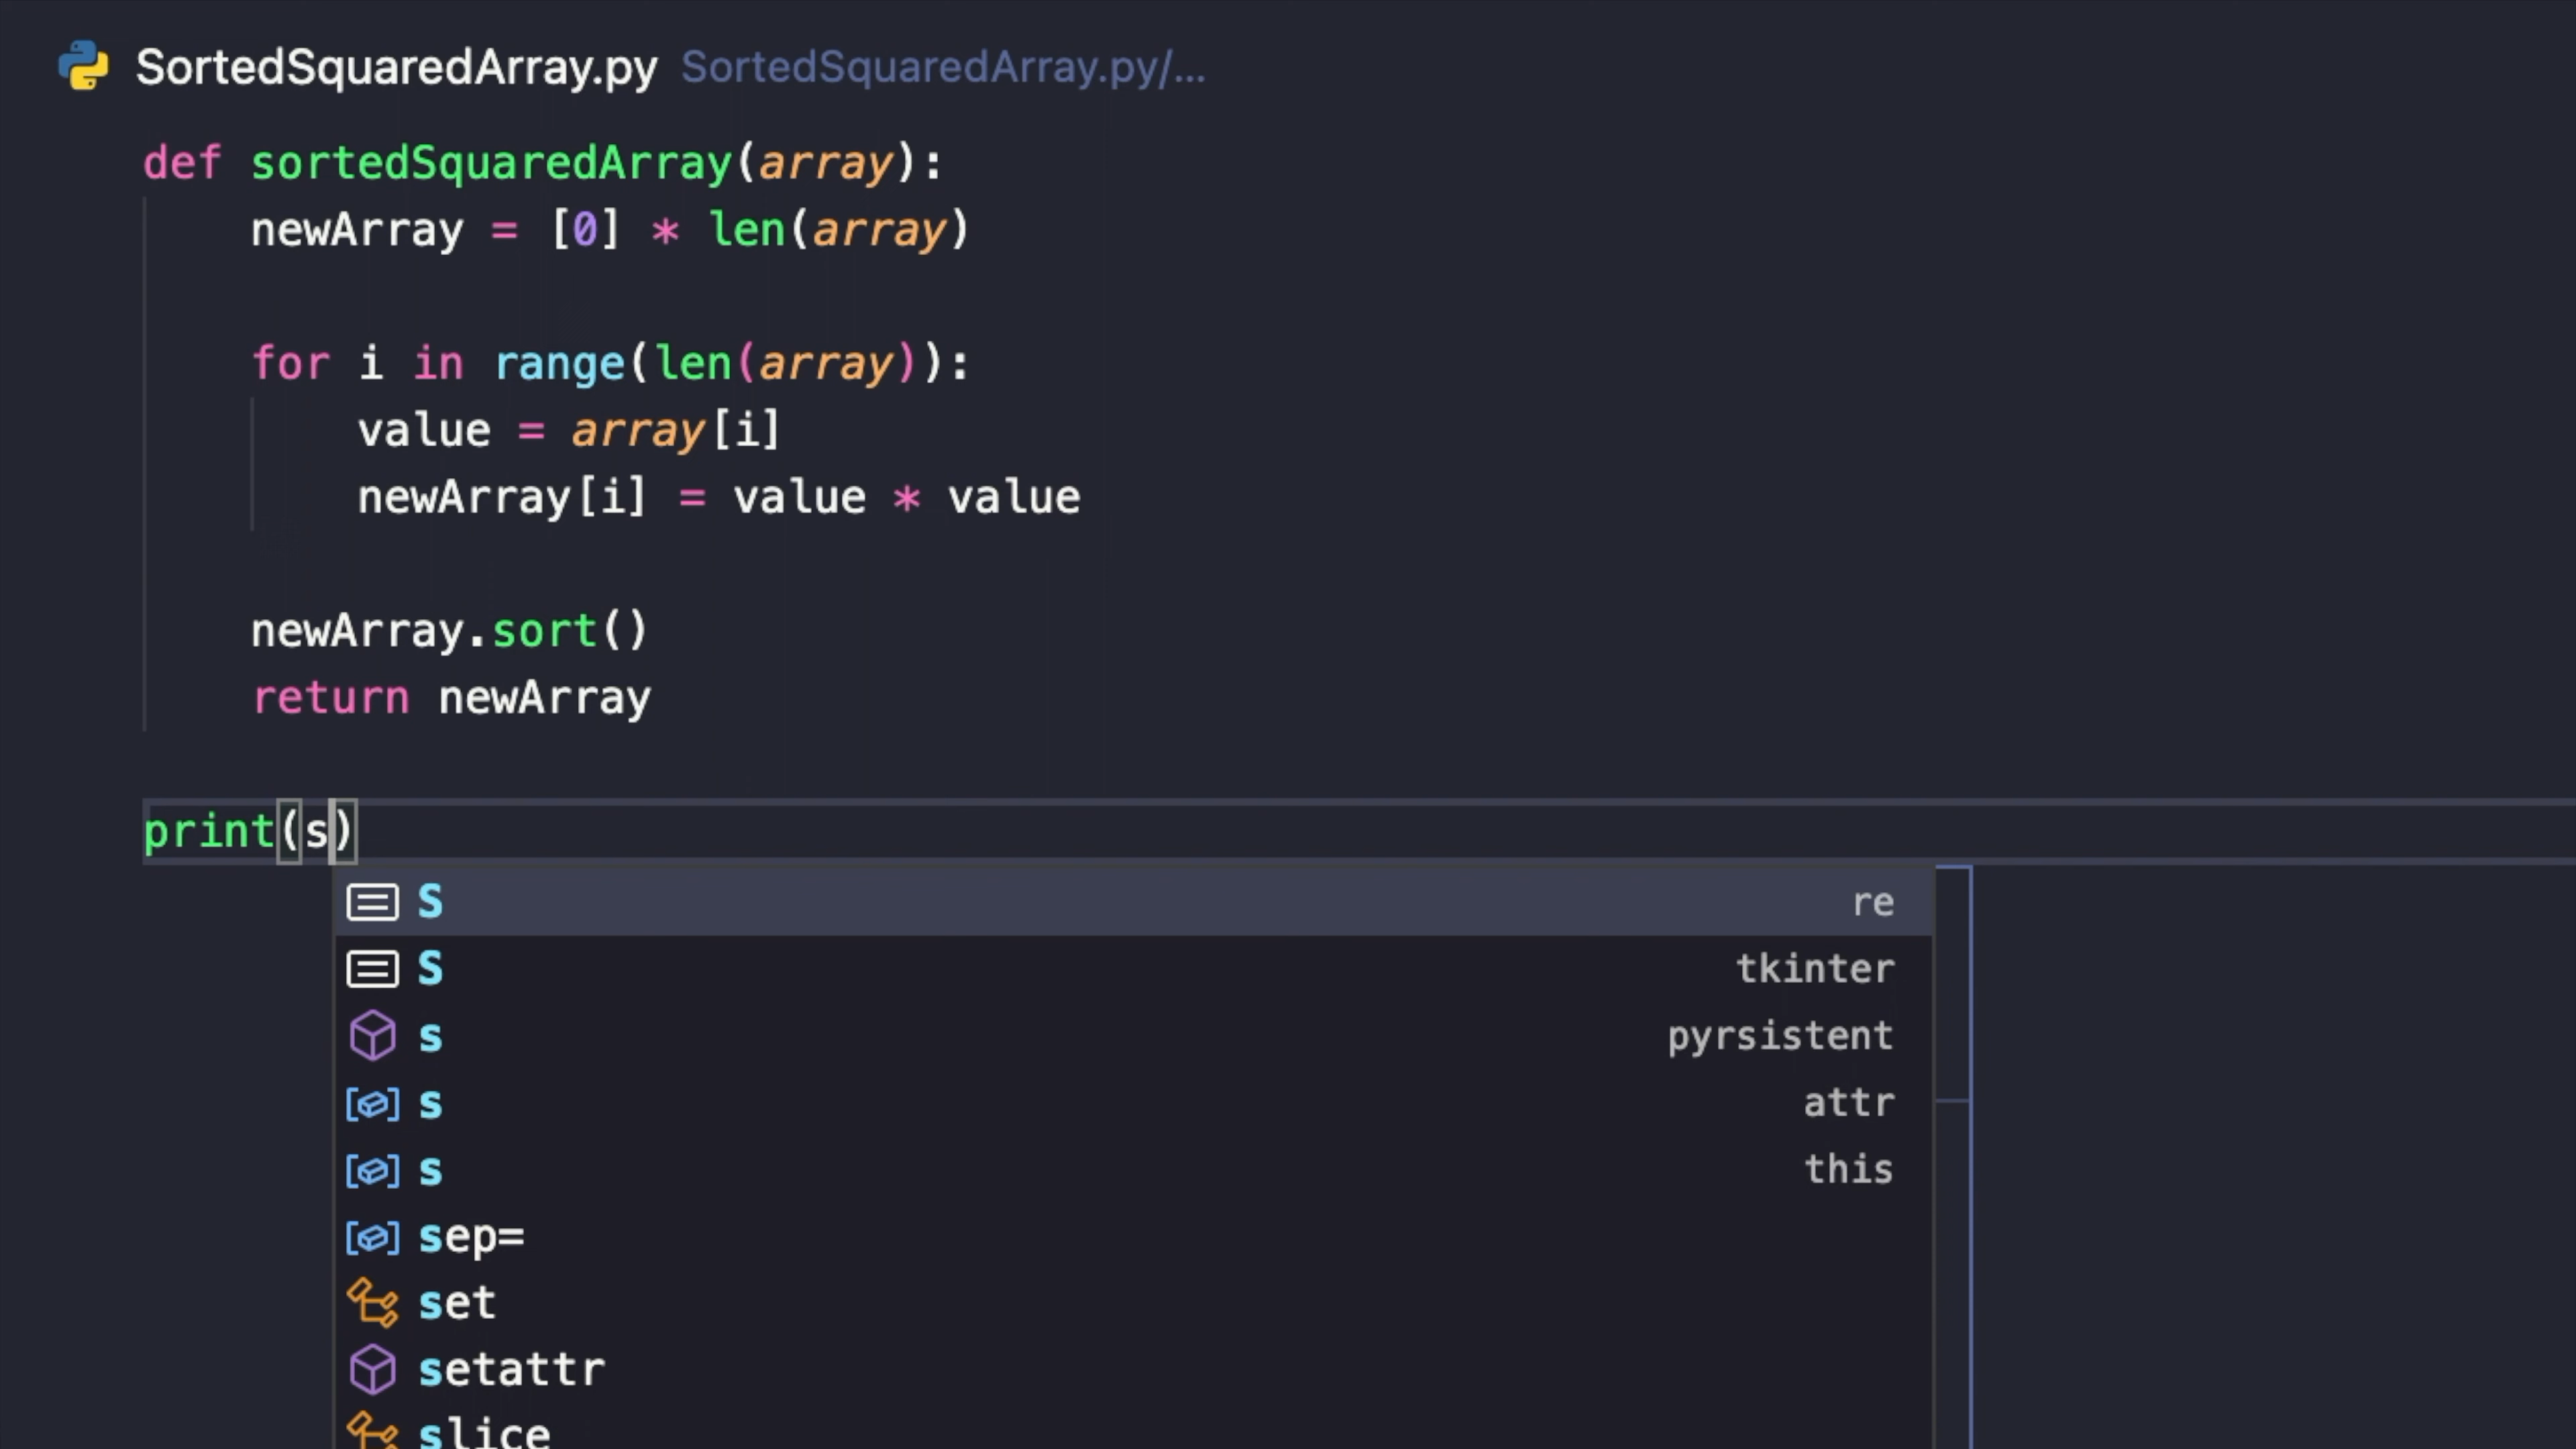 SortedSquaredArray.py SortedSquaredArray.py/...
def sortedSquaredArray(array):
newArray = [0] * len(array)
for i in range(len(array)):
value = array[i]
newArray[i] = value * value
newArray.sort()
return newArray
print(s)
S re
S tkinter
s pyrsistent
s attr
s this
sep=
set
setattr
slice